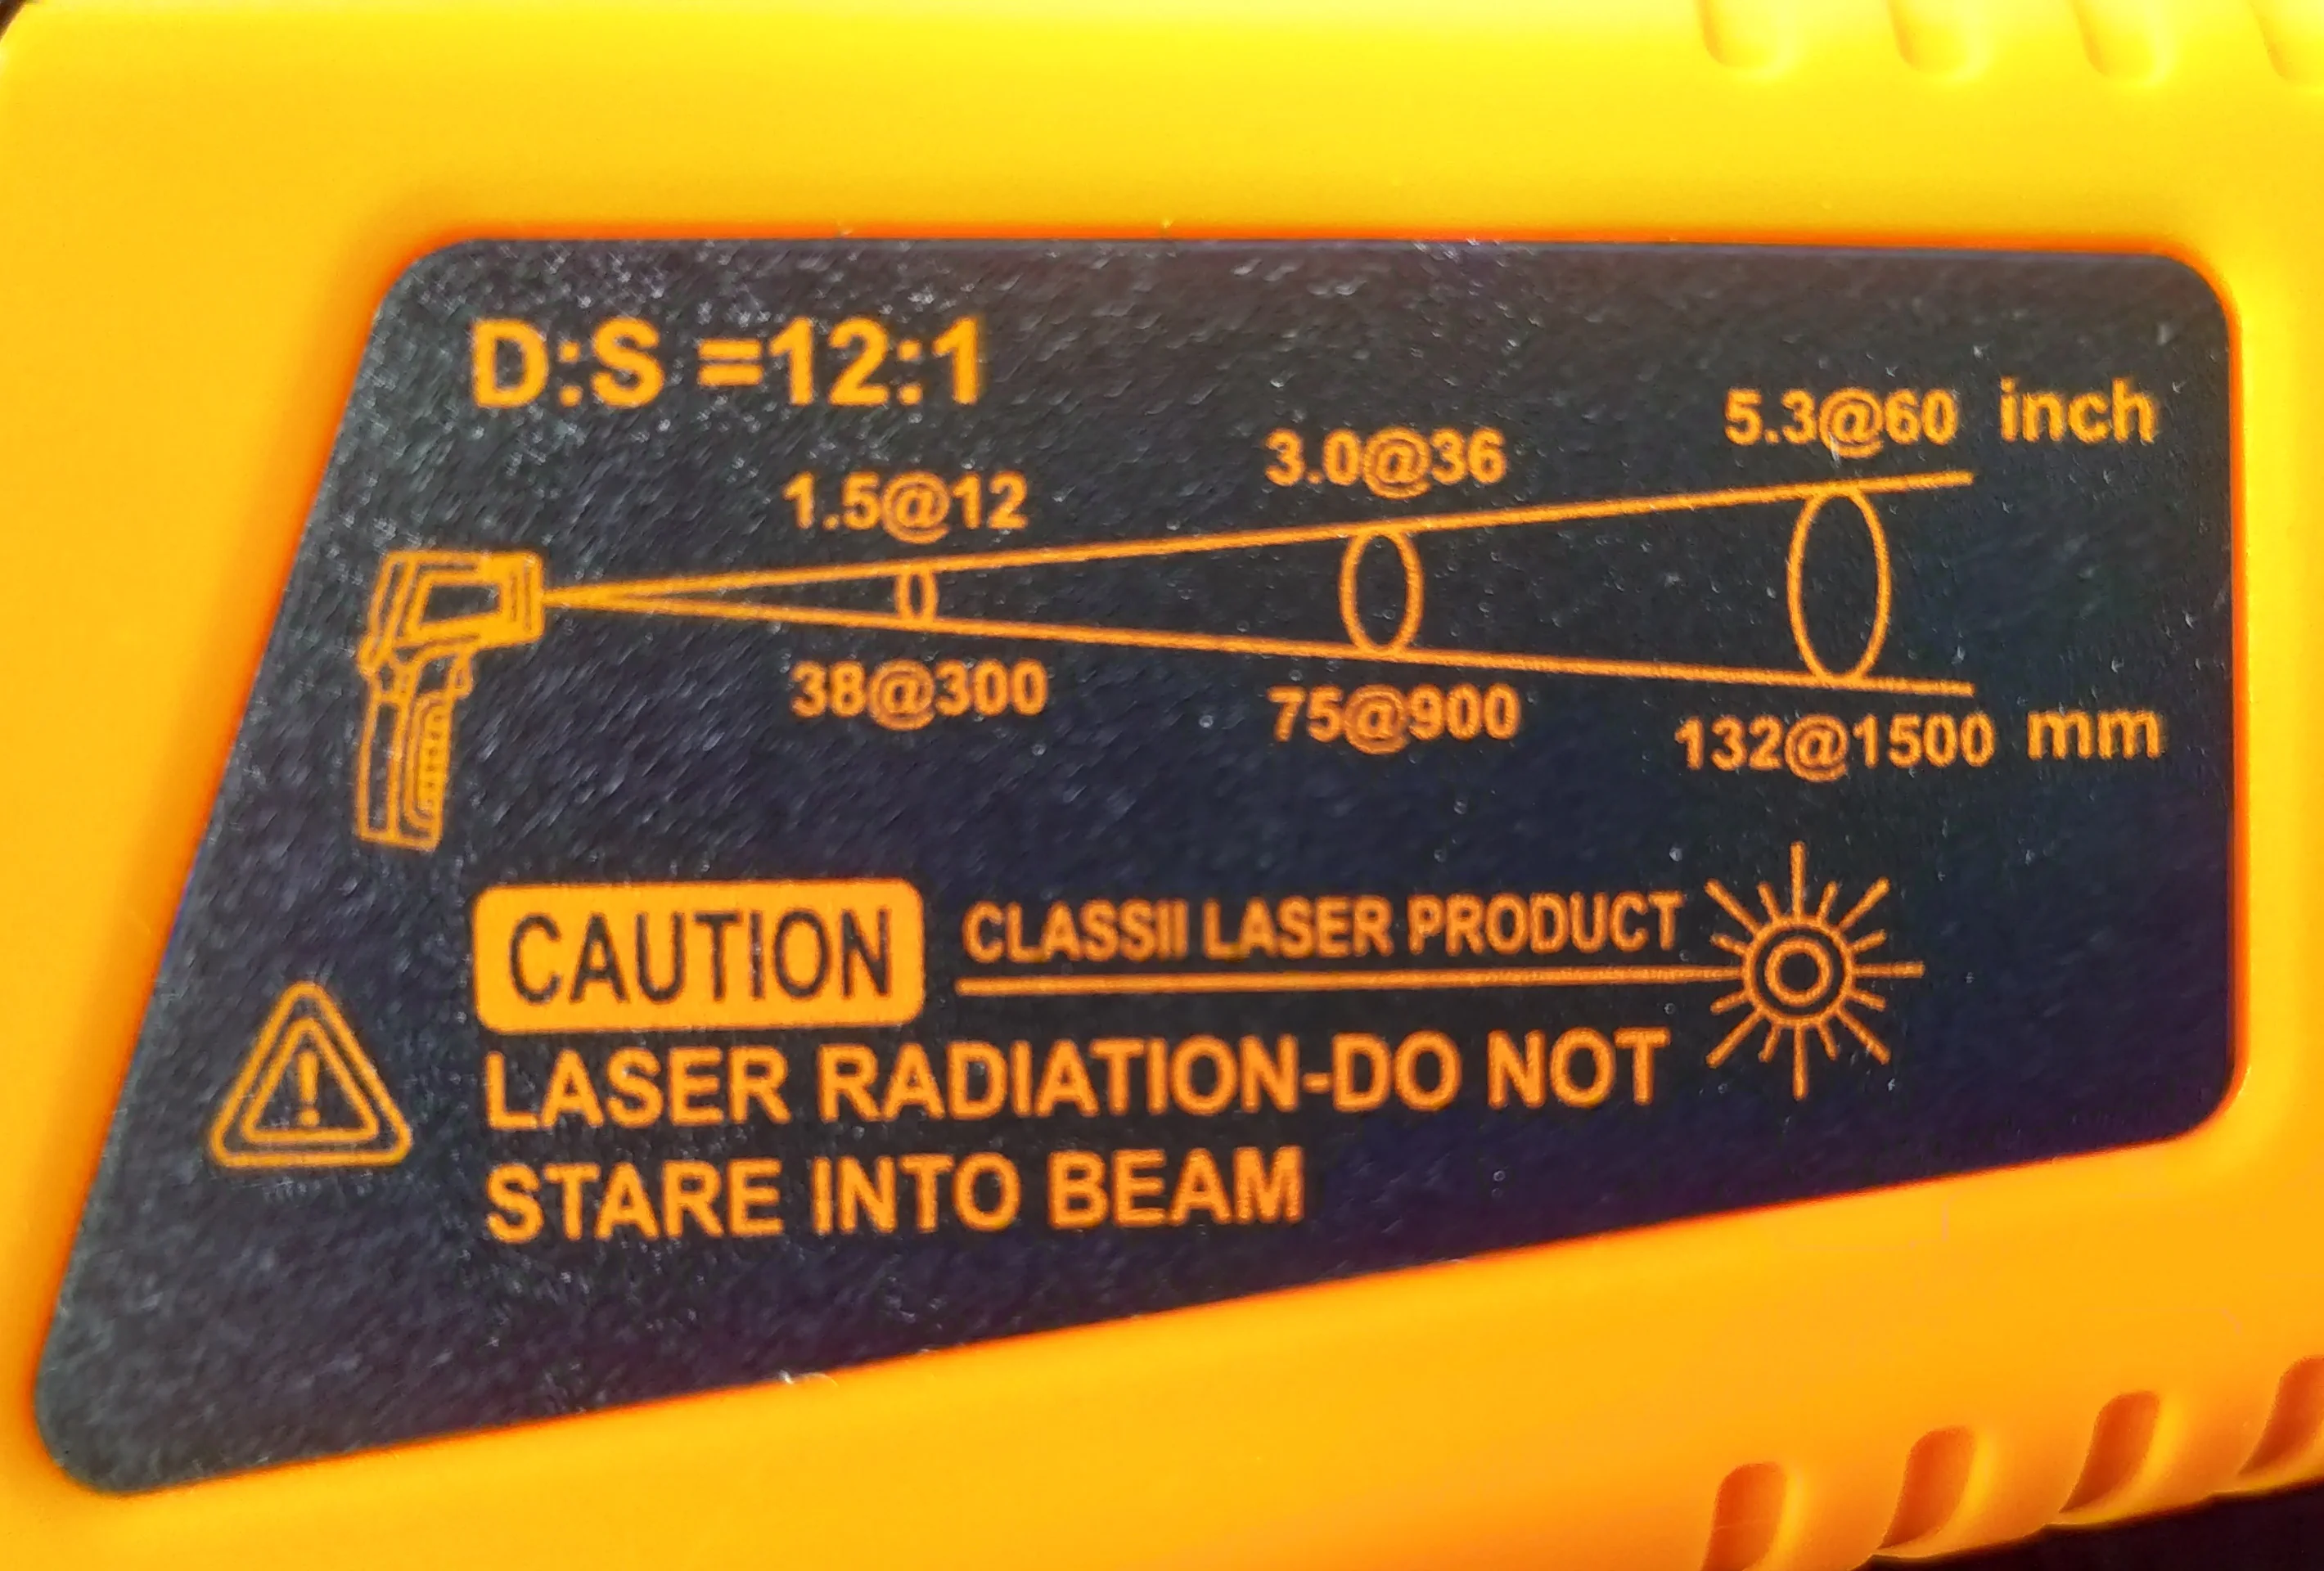 D:S =12:1
1.5@12 3.0@36 5.3@60 inch
38@300 75@900 132@1500 mm
CAUTION CLASSII LASER PRODUCT
!
LASER RADIATION-DO NOT
STARE INTO BEAM